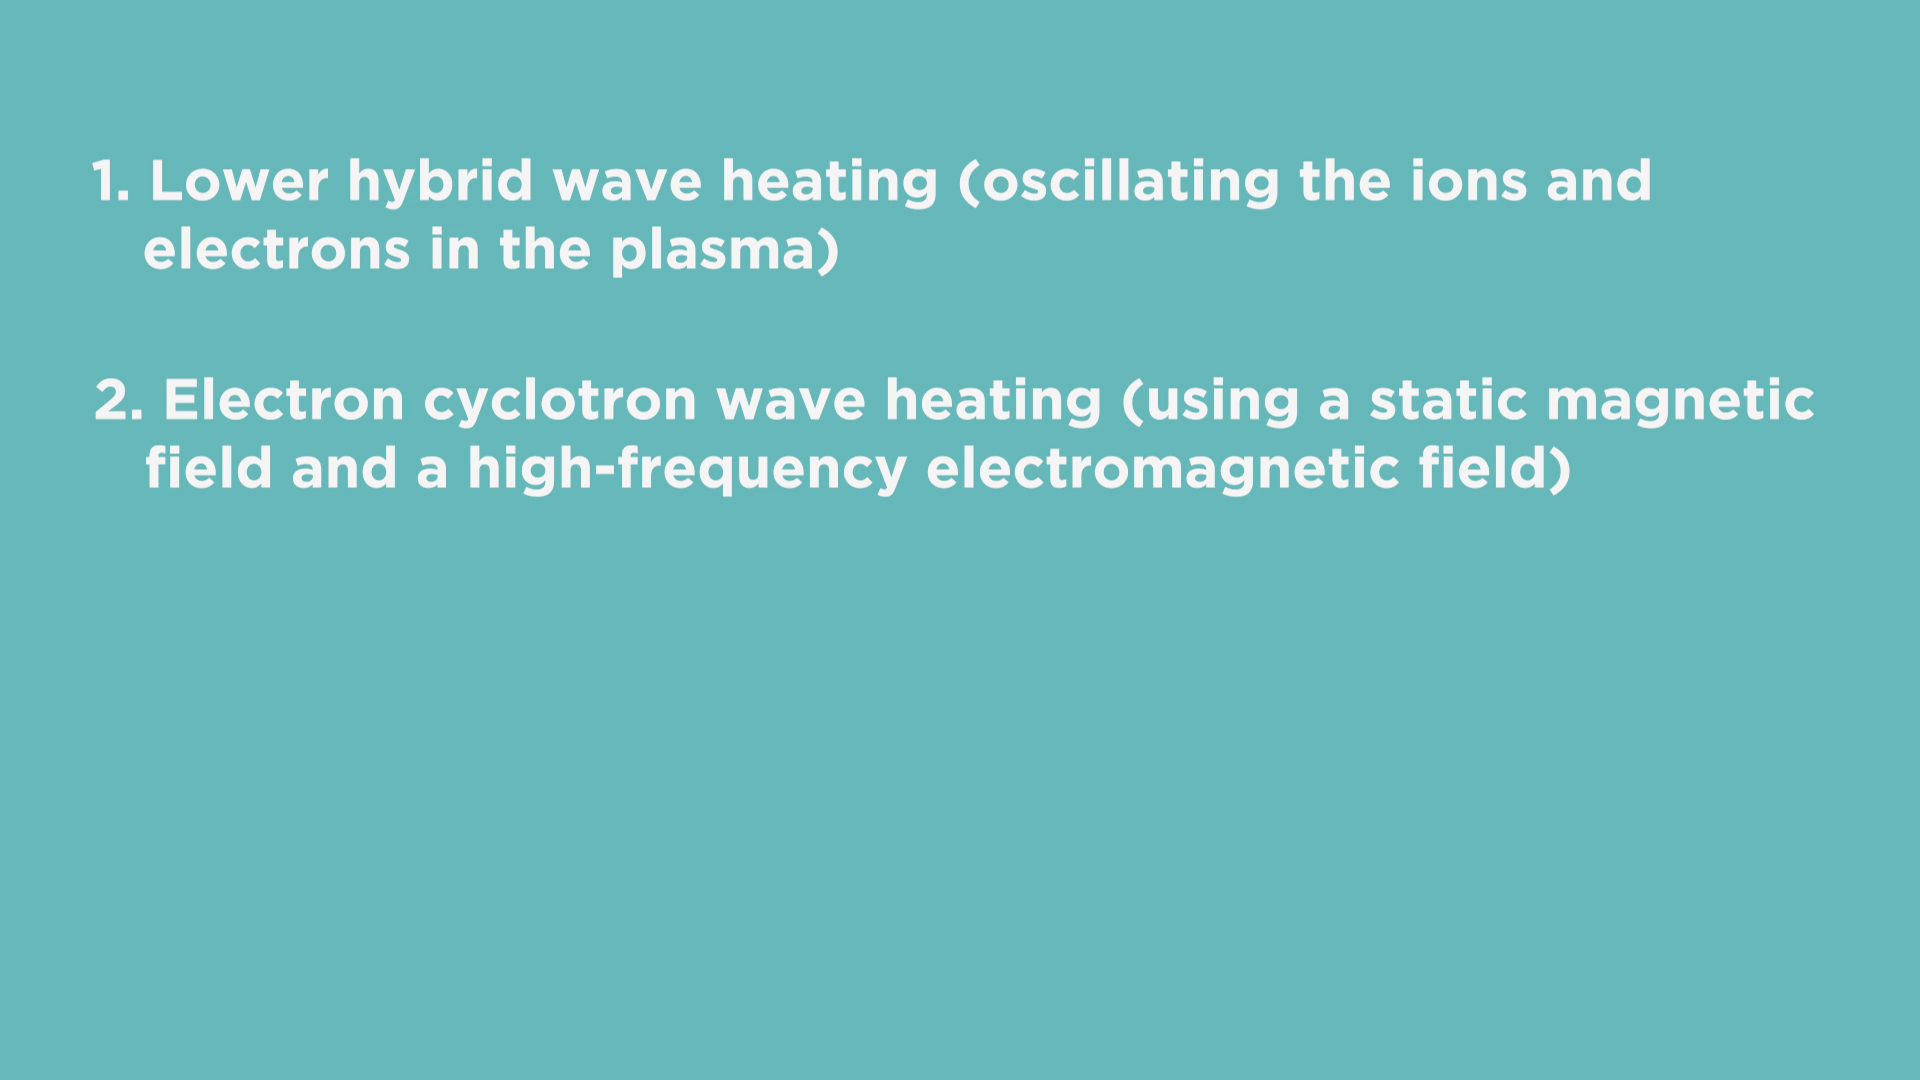 1. Lower hybrid wave heating (oscillating the ions and
electrons in the plasma)
2. Electron cyclotron wave heating (using a static magnetic
field and a high-frequency electromagnetic field)